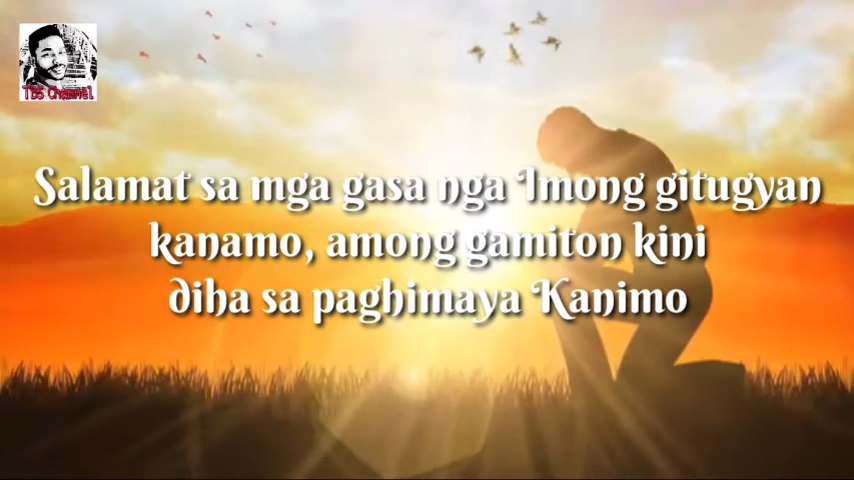 TBS Channel
Salamat sa mga gasa nga Imong gitugyan
kanamo, among gamiton kini
diha sa paghimaya Kanimo